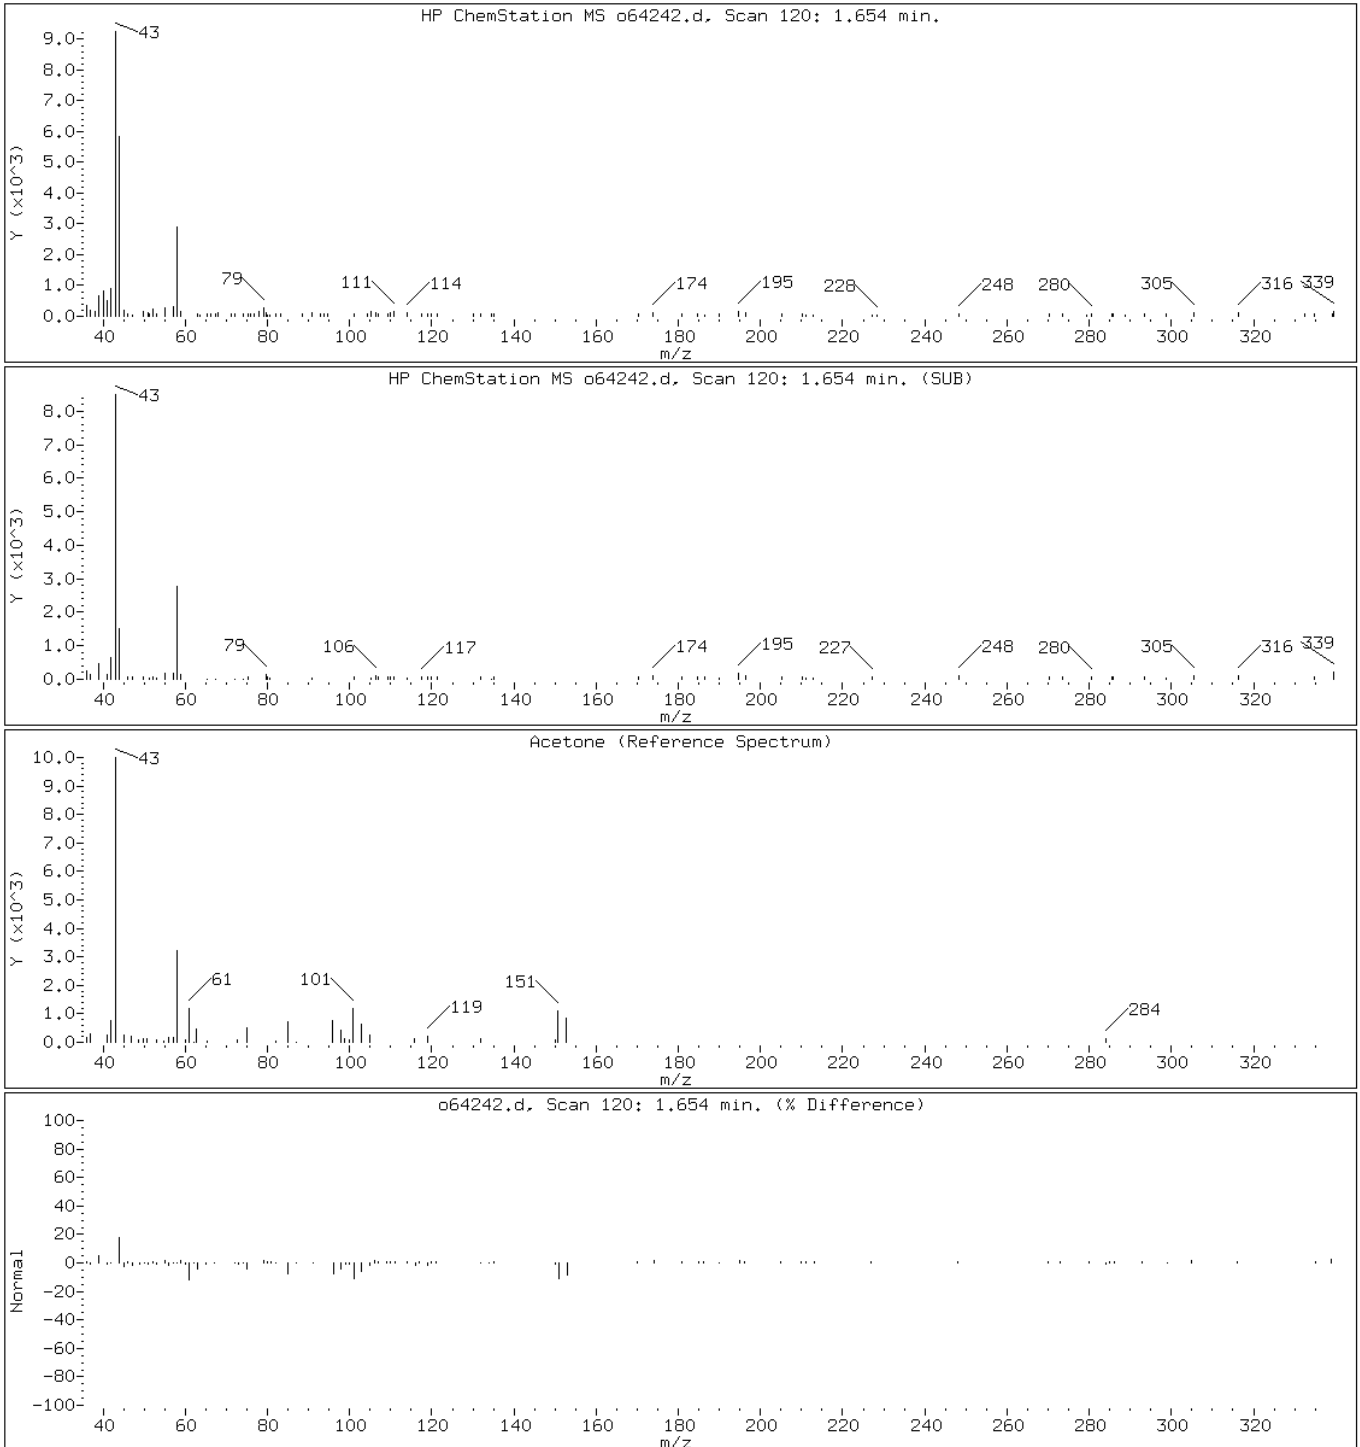 HP ChemStation MS o64242.d, Scan 120: 1.654 min.
43
9.0
8.0
7.0
6.0
5.0
4.0
3.0
2.0
1.0
0.0
Y (x10^3)
79 111 114 174 195 228 248 280 305 316 339
40 60 80 100 120 140 160 180 200 220 240 260 280 300 320
m/z
HP ChemStation MS o64242.d, Scan 120: 1.654 min. (SUB)
43
8.0
7.0
6.0
5.0
4.0
3.0
2.0
1.0
0.0
Y (x10^3)
79 106 117 174 195 227 248 280 305 316 339
40 60 80 100 120 140 160 180 200 220 240 260 280 300 320
m/z
Acetone (Reference Spectrum)
43
10.0
9.0
8.0
7.0
6.0
5.0
4.0
3.0
2.0
1.0
0.0
Y (x10^3)
61 101 119 151 284
40 60 80 100 120 140 160 180 200 220 240 260 280 300 320
m/z
o64242.d, Scan 120: 1.654 min. (% Difference)
100
80
60
40
20
0
-20
-40
-60
-80
-100
Normal
40 60 80 100 120 140 160 180 200 220 240 260 280 300 320
m/z